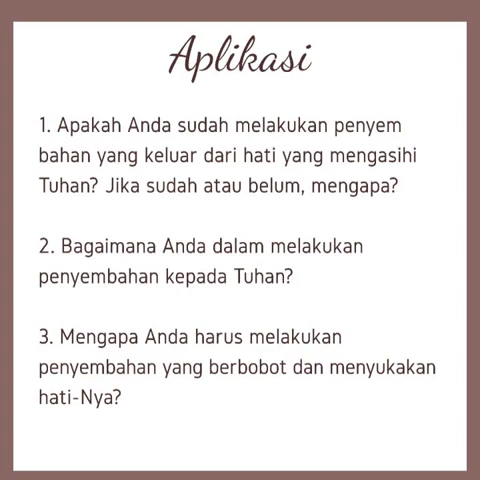 Aplikasi
1. Apakah Anda sudah melakukan penyem
bahan yang keluar dari hati yang mengasihi
Tuhan? Jika sudah atau belum, mengapa?
2. Bagaimana Anda dalam melakukan
penyembahan kepada Tuhan?
3. Mengapa Anda harus melakukan
penyembahan yang berbobot dan menyukakan
hati-Nya?